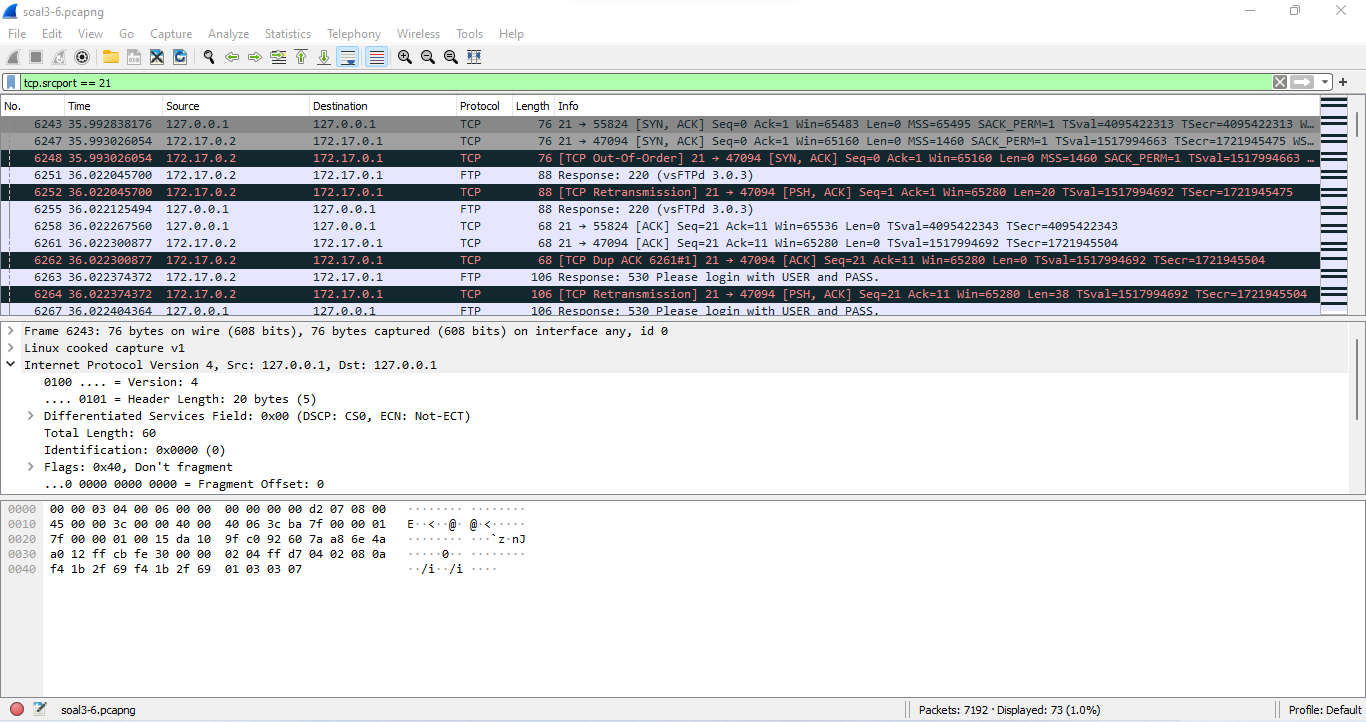 soal3-6.pcapng
File Edit View Go Capture Analyze Statistics Telephony Wireless Tools Help
tcp.srcport == 21
No. Time Source Destination Protocol Length Info
6243 35.992838176 127.0.0.1 127.0.0.1 TCP 76 21 → 55824 [SYN, ACK] Seq=0 Ack=1 Win=65483 Len=0 MSS=65495 SACK_PERM=1 TSval=4095422313 TSecr=4095422313 W…
6247 35.993026054 172.17.0.2 172.17.0.1 TCP 76 21 → 47094 [SYN, ACK] Seq=0 Ack=1 Win=65160 Len=0 MSS=1460 SACK_PERM=1 TSval=1517994663 TSecr=1721945475 WS…
6248 35.993026054 172.17.0.2 172.17.0.1 TCP 76 [TCP Out-Of-Order] 21 → 47094 [SYN, ACK] Seq=0 Ack=1 Win=65160 Len=0 MSS=1460 SACK_PERM=1 TSval=1517994663 …
6251 36.022045700 172.17.0.2 172.17.0.1 FTP 88 Response: 220 (vsFTPd 3.0.3)
6252 36.022045700 172.17.0.2 172.17.0.1 TCP 88 [TCP Retransmission] 21 → 47094 [PSH, ACK] Seq=1 Ack=1 Win=65280 Len=20 TSval=1517994692 TSecr=1721945475
6255 36.022125494 127.0.0.1 127.0.0.1 FTP 88 Response: 220 (vsFTPd 3.0.3)
6258 36.022267560 127.0.0.1 127.0.0.1 TCP 68 21 → 55824 [ACK] Seq=21 Ack=11 Win=65536 Len=0 TSval=4095422343 TSecr=4095422343
6261 36.022300877 172.17.0.2 172.17.0.1 TCP 68 21 → 47094 [ACK] Seq=21 Ack=11 Win=65280 Len=0 TSval=1517994692 TSecr=1721945504
6262 36.022300877 172.17.0.2 172.17.0.1 TCP 68 [TCP Dup ACK 6261#1] 21 → 47094 [ACK] Seq=21 Ack=11 Win=65280 Len=0 TSval=1517994692 TSecr=1721945504
6263 36.022374372 172.17.0.2 172.17.0.1 FTP 106 Response: 530 Please login with USER and PASS.
6264 36.022374372 172.17.0.2 172.17.0.1 TCP 106 [TCP Retransmission] 21 → 47094 [PSH, ACK] Seq=21 Ack=11 Win=65280 Len=38 TSval=1517994692 TSecr=1721945504
6267 36.022404364 127.0.0.1 127.0.0.1 FTP 106 Response: 530 Please login with USER and PASS.
Frame 6243: 76 bytes on wire (608 bits), 76 bytes captured (608 bits) on interface any, id 0
Linux cooked capture v1
Internet Protocol Version 4, Src: 127.0.0.1, Dst: 127.0.0.1
0100 .... = Version: 4
.... 0101 = Header Length: 20 bytes (5)
Differentiated Services Field: 0x00 (DSCP: CS0, ECN: Not-ECT)
Total Length: 60
Identification: 0x0000 (0)
Flags: 0x40, Don't fragment
...0 0000 0000 0000 = Fragment Offset: 0
0000 00 00 03 04 00 06 00 00 00 00 00 00 d2 07 08 00 ········ ········
0010 45 00 00 3c 00 00 40 00 40 06 3c ba 7f 00 00 01 E··<··@· @·<·····
0020 7f 00 00 01 00 15 da 10 9f c0 92 60 7a a8 6e 4a ········ ···`z·nJ
0030 a0 12 ff cb fe 30 00 00 02 04 ff d7 04 02 08 0a ·····0·· ········
0040 f4 1b 2f 69 f4 1b 2f 69 01 03 03 07 ··/i··/i ····
soal3-6.pcapng Packets: 7192 · Displayed: 73 (1.0%) Profile: Default